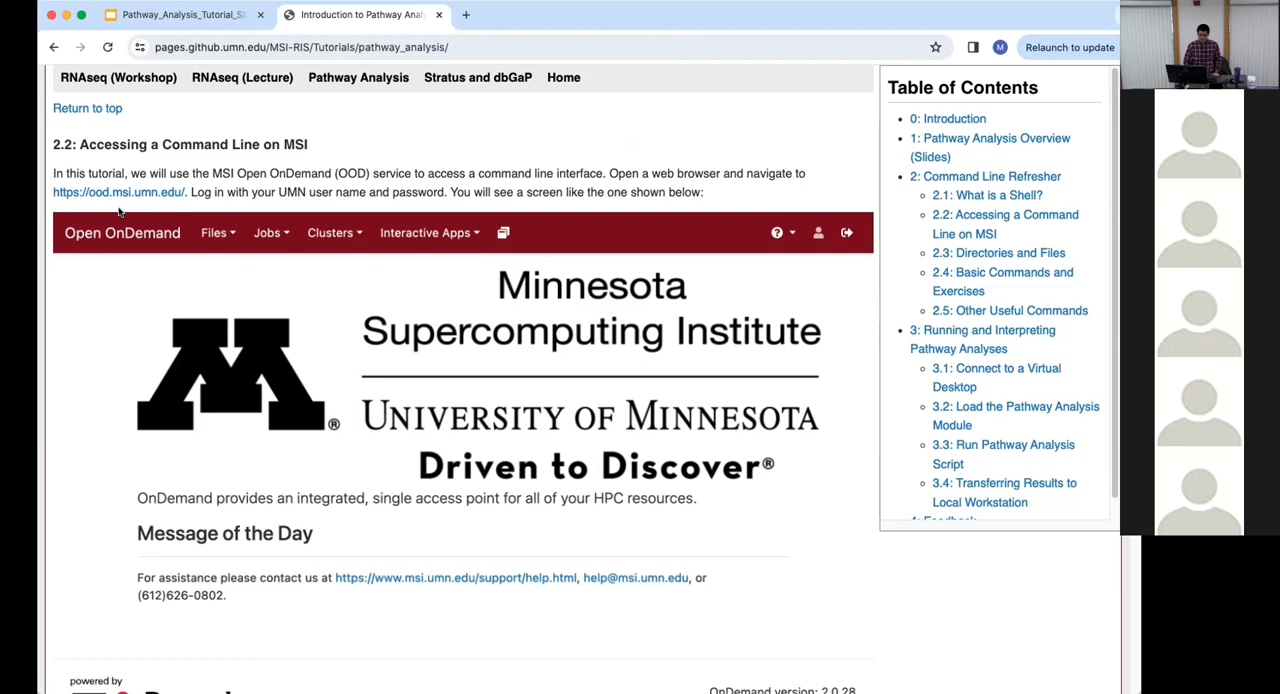 Pathway_Analysis_Tutorial_Sli
Introduction to Pathway Anal
pages.github.umn.edu/MSI-RIS/Tutorials/pathway_analysis/
M
Relaunch to update
RNAseq (Workshop) RNAseq (Lecture) Pathway Analysis Stratus and dbGaP Home
Return to top
2.2: Accessing a Command Line on MSI
In this tutorial, we will use the MSI Open OnDemand (OOD) service to access a command line interface. Open a web browser and navigate to
https://ood.msi.umn.edu/. Log in with your UMN user name and password. You will see a screen like the one shown below:
Open OnDemand Files Jobs Clusters Interactive Apps
Minnesota
Supercomputing Institute
M®
University of Minnesota
Driven to Discover®
OnDemand provides an integrated, single access point for all of your HPC resources.
Message of the Day
For assistance please contact us at https://www.msi.umn.edu/support/help.html, help@msi.umn.edu, or
(612)626-0802.
powered by
OnDemand version: 2.0.28
Table of Contents
0: Introduction
1: Pathway Analysis Overview
(Slides)
2: Command Line Refresher
2.1: What is a Shell?
2.2: Accessing a Command
Line on MSI
2.3: Directories and Files
2.4: Basic Commands and
Exercises
2.5: Other Useful Commands
3: Running and Interpreting
Pathway Analyses
3.1: Connect to a Virtual
Desktop
3.2: Load the Pathway Analysis
Module
3.3: Run Pathway Analysis
Script
3.4: Transferring Results to
Local Workstation